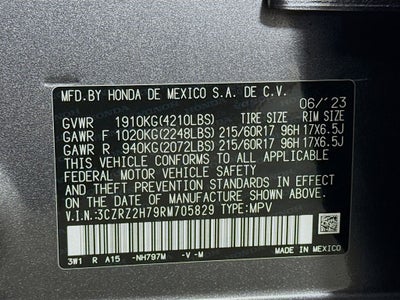 MFD.BY HONDA DE MEXICO S.A. DE C.V.
06/'23
GVWR 1910KG(4210LBS) TIRE SIZE RIM SIZE
GAWR F 1020KG(2248LBS) 215/60R17 96H 17X6.5J
GAWR R 940KG(2072LBS) 215/60R17 96H 17X6.5J
THIS VEHICLE CONFORMS TO ALL APPLICABLE
FEDERAL MOTOR VEHICLE SAFETY AND
THEFT PREVENTION STANDARDS IN EFFECT ON
THE DATE OF MANUFACTURE SHOWN ABOVE.
V.I.N.:3CZRZ2H79RM705829 TYPE:MPV
3W1 R A15 -NH797M -V -M MADE IN MEXICO